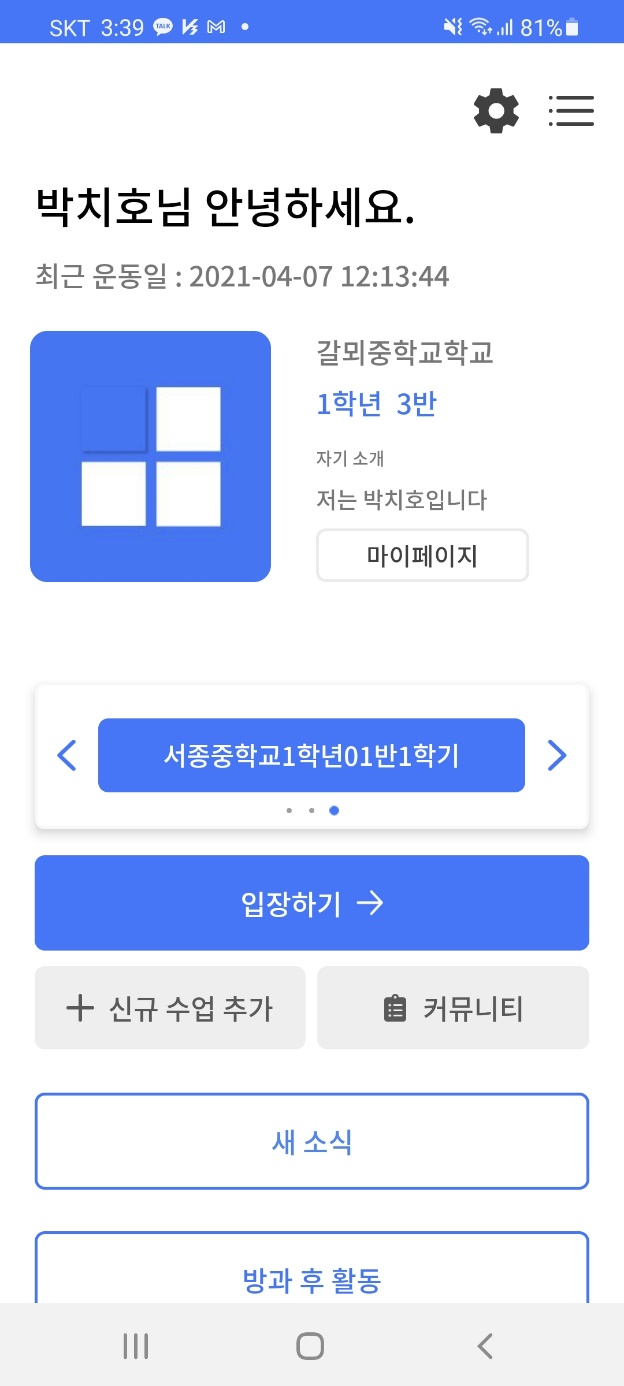 SKT 3:39 TALK 81%
박치호님 안녕하세요.
최근 운동일 : 2021-04-07 12:13:44
갈뫼중학교학교
1학년 3반
자기 소개
저는 박치호입니다
마이페이지
서종중학교1학년01반1학기
입장하기
신규 수업 추가
커뮤니티
새 소식
방과 후 활동